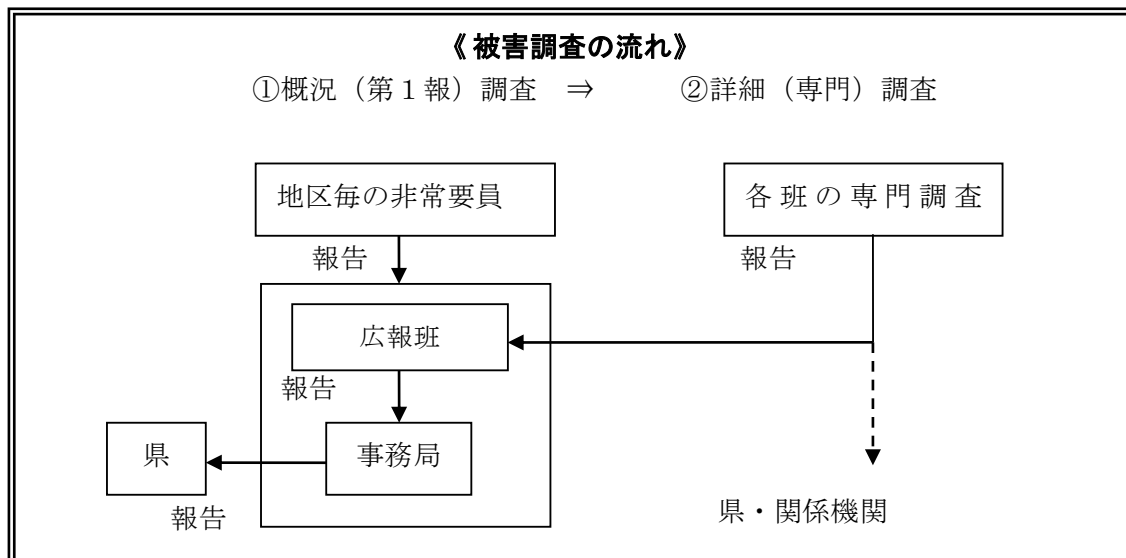 《被害調査の流れ》
①概況（第１報）調査　⇒　②詳細（専門）調査
地区毎の非常要員
各班の専門調査
報告
報告
広報班
報告
県
事務局
報告
県・関係機関